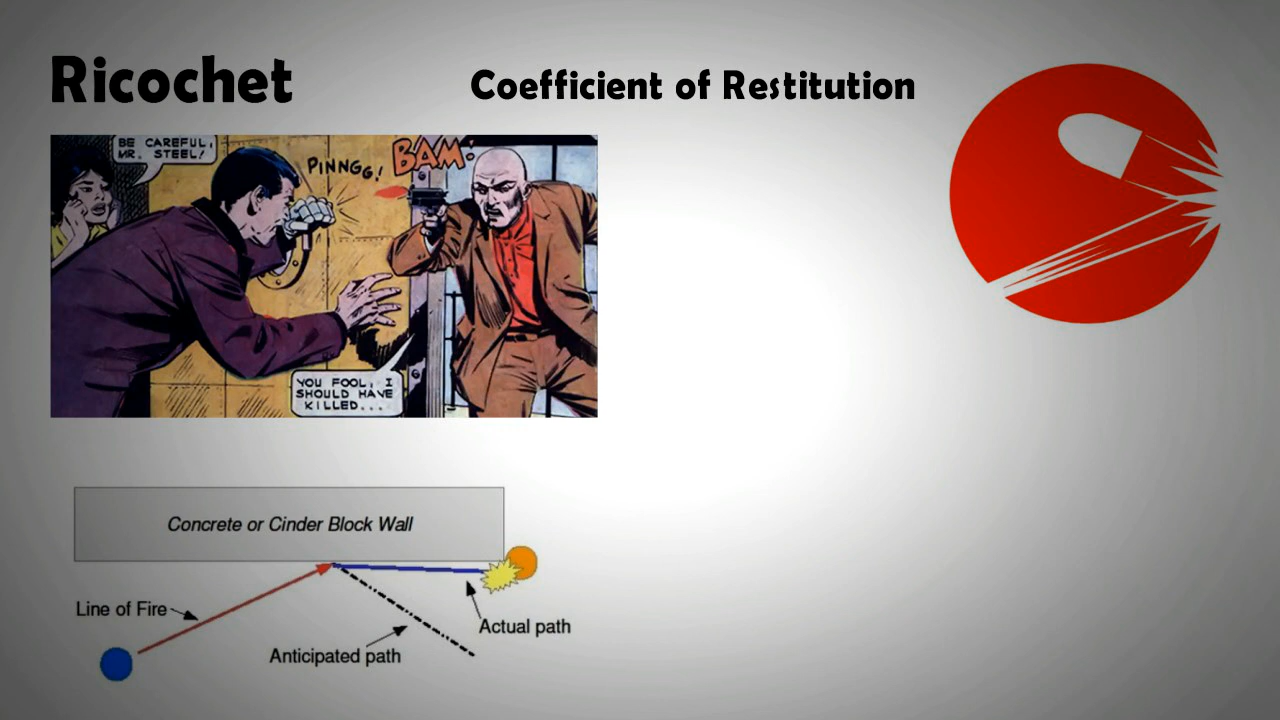 Ricochet
Coefficient of Restitution
BE CAREFUL,
MR. STEEL!
PINNGG!
BAM!
YOU FOOL, I
SHOULD HAVE
KILLED...
Concrete or Cinder Block Wall
Line of Fire
Actual path
Anticipated path